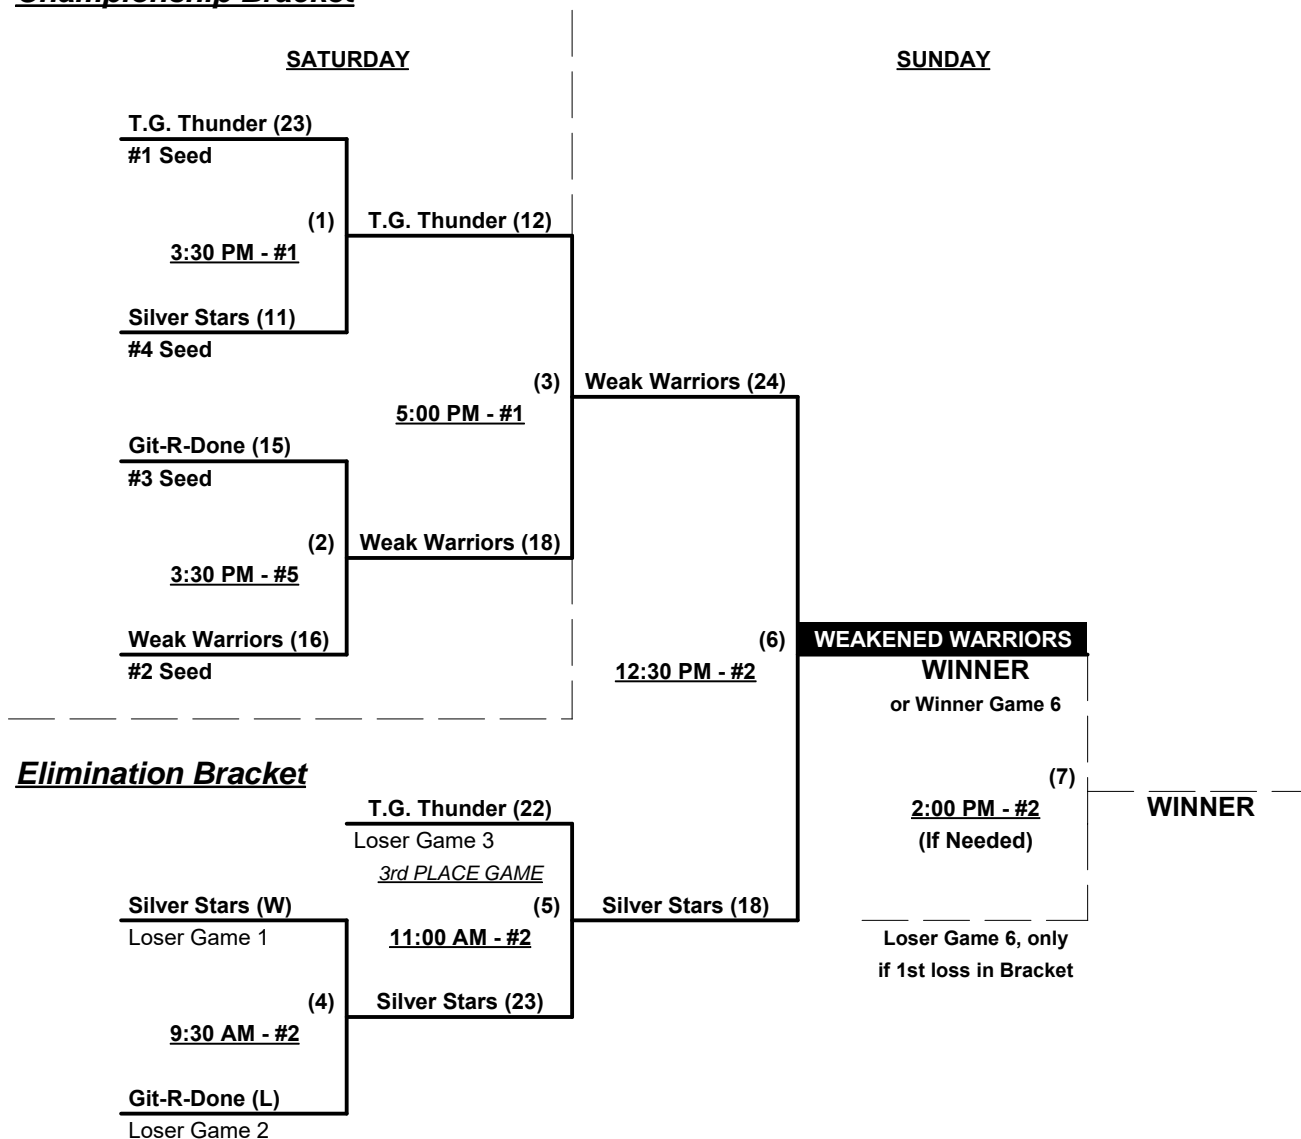 Championship Bracket
SATURDAY
SUNDAY
T.G. Thunder (23)
#1 Seed
(1)
T.G. Thunder (12)
3:30 PM - #1
Silver Stars (11)
#4 Seed
(3)
Weak Warriors (24)
5:00 PM - #1
Git-R-Done (15)
#3 Seed
(2)
Weak Warriors (18)
3:30 PM - #5
Weak Warriors (16)
#2 Seed
(6)
WEAKENED WARRIORS
12:30 PM - #2
WINNER
or Winner Game 6
Elimination Bracket
(7)
T.G. Thunder (22)
2:00 PM - #2
WINNER
Loser Game 3
(If Needed)
3rd PLACE GAME
Silver Stars (W)
(5)
Silver Stars (18)
Loser Game 1
11:00 AM - #2
Loser Game 6, only
if 1st loss in Bracket
(4)
Silver Stars (23)
9:30 AM - #2
Git-R-Done (L)
Loser Game 2